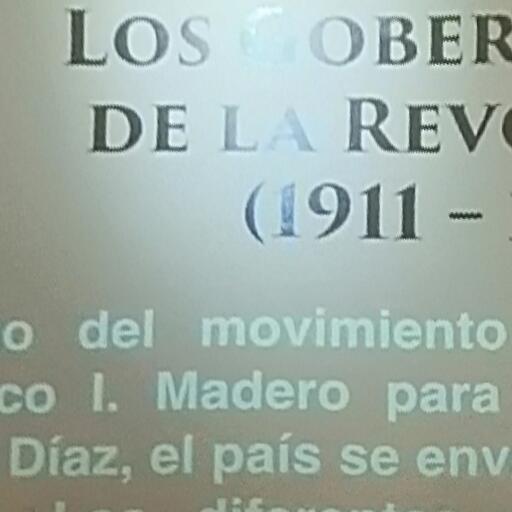 LOS GOBER
DE LA REVO
(1911 –
o del movimiento
co I. Madero para
Díaz, el país se env